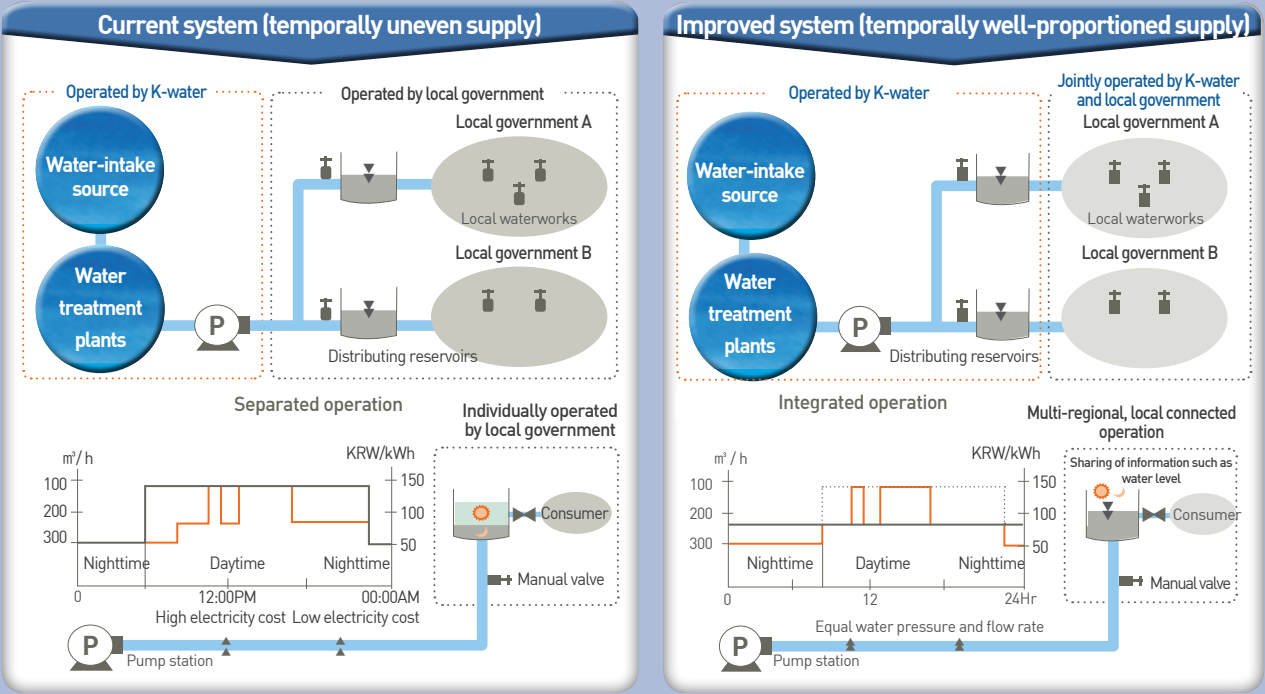 Current system (temporally uneven supply)
Operated by K-water
Operated by local government
Local government A
Water-intake
source
Local waterworks
Local government B
Water
treatment
plants
P
Distributing reservoirs
Separated operation
Individually operated
by local government
㎥/ h
KRW/kWh
100
200
300
150
100
50
Nighttime
Daytime
Nighttime
0
12:00PM
00:00AM
High electricity cost
Low electricity cost
Consumer
Manual valve
P
Pump station
Improved system (temporally well-proportioned supply)
Operated by K-water
Jointly operated by K-water
and local government
Local government A
Water-intake
source
Local waterworks
Local government B
Water
treatment
plants
P
Distributing reservoirs
Integrated operation
Multi-regional, local connected
operation
㎥ / h
KRW/kWh
100
200
300
150
100
50
Nighttime
Daytime
Nighttime
0
12
24Hr
Sharing of information such as
water level
Consumer
Manual valve
Equal water pressure and flow rate
P
Pump station